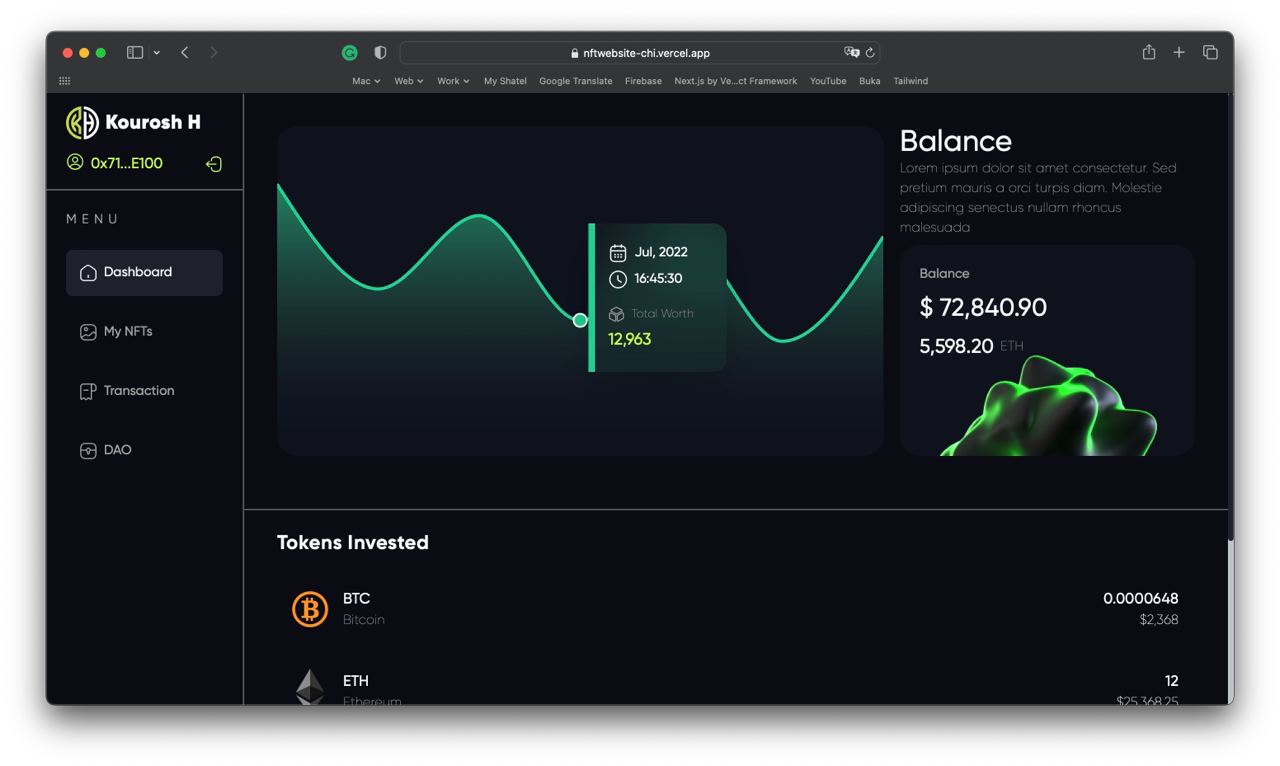 nftwebsite-chi.vercel.app
Mac Web Work My Shatel Google Translate Firebase Next.js by Ve...ct Framework YouTube Buka Tailwind
Kourosh H
0x71...E100
MENU
Dashboard
My NFTs
Transaction
DAO
Jul, 2022
16:45:30
Total Worth
12,963
Balance
Lorem ipsum dolor sit amet consectetur. Sed
pretium mauris a orci turpis diam. Molestie
adipiscing senectus nullam rhoncus
malesuada
Balance
$ 72,840.90
5,598.20 ETH
Tokens Invested
BTC
Bitcoin
0.0000648
$2,368
ETH
Ethereum
12
$25,368.25